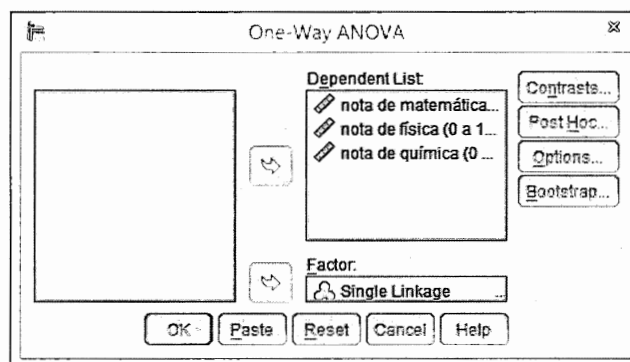 One-Way ANOVA
Dependent List:
nota de matemática...
nota de física (0 a 1...
nota de química (0 ...
Factor:
Single Linkage ...
Contrasts...
Post Hoc...
Options...
Bootstrap...
OK
Paste
Reset
Cancel
Help